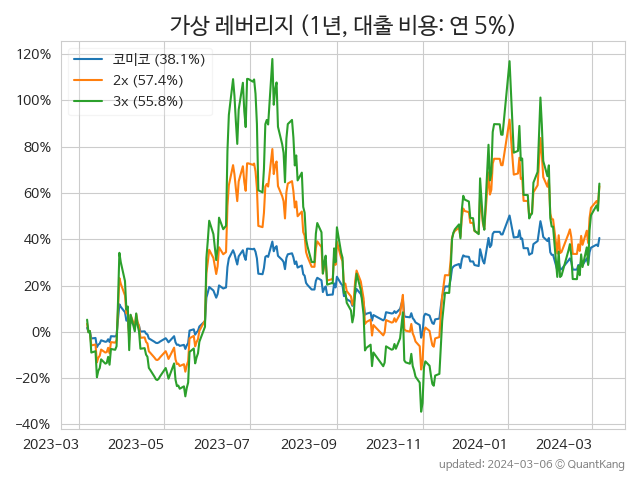 가상 레버리지 (1년, 대출 비용: 연 5%)
코미코 (38.1%)
2x (57.4%)
3x (55.8%)
120%
100%
80%
60%
40%
20%
0%
−20%
−40%
2023-03 2023-05 2023-07 2023-09 2023-11 2024-01 2024-03
updated: 2024-03-06 ⓒ QuantKang